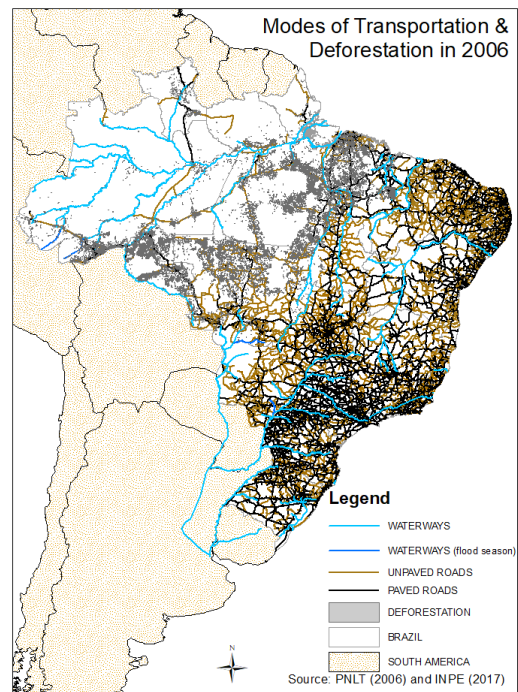 Modes of Transportation &
Deforestation in 2006
Legend
WATERWAYS
WATERWAYS (flood season)
UNPAVED ROADS
PAVED ROADS
DEFORESTATION
BRAZIL
SOUTH AMERICA
N
Source: PNLT (2006) and INPE (2017)